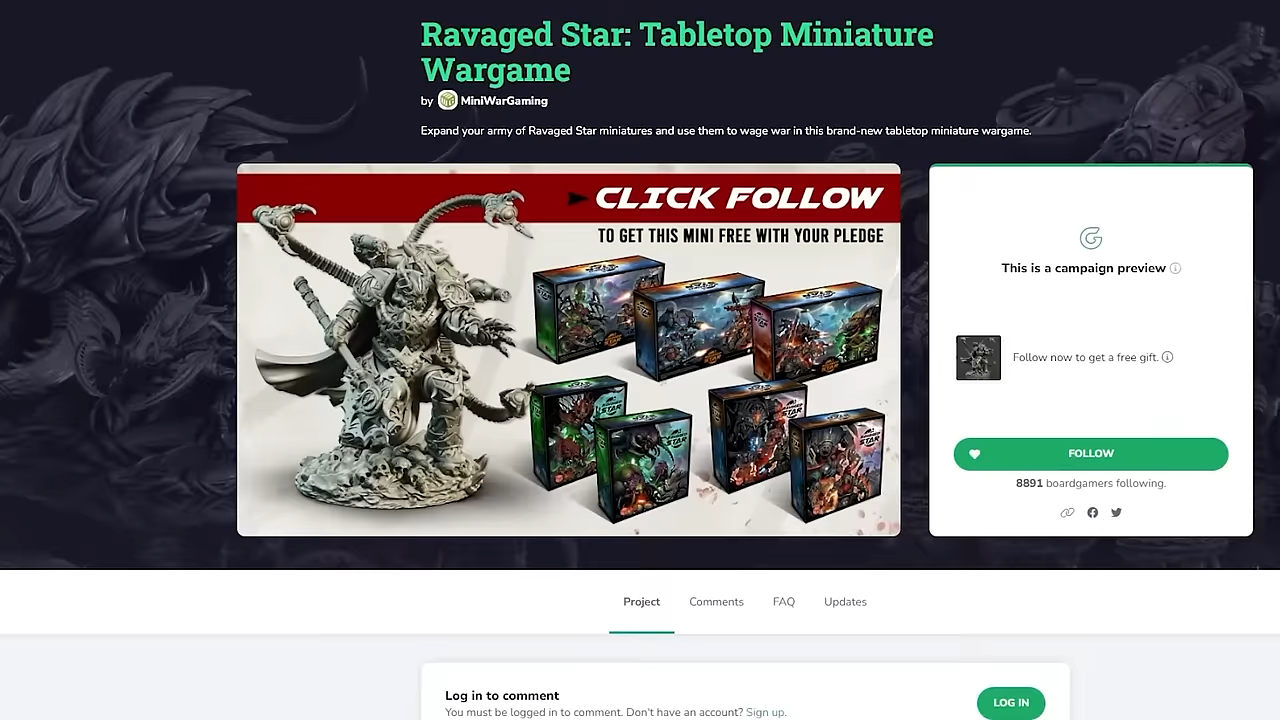 Ravaged Star: Tabletop Miniature
Wargame
by MiniWarGaming
Expand your army of Ravaged Star miniatures and use them to wage war in this brand-new tabletop miniature wargame.
CLICK FOLLOW
TO GET THIS MINI FREE WITH YOUR PLEDGE
This is a campaign preview
Follow now to get a free gift.
FOLLOW
8891 boardgamers following.
Project Comments FAQ Updates
Log in to comment
You must be logged in to comment. Don't have an account? Sign up.
LOG IN